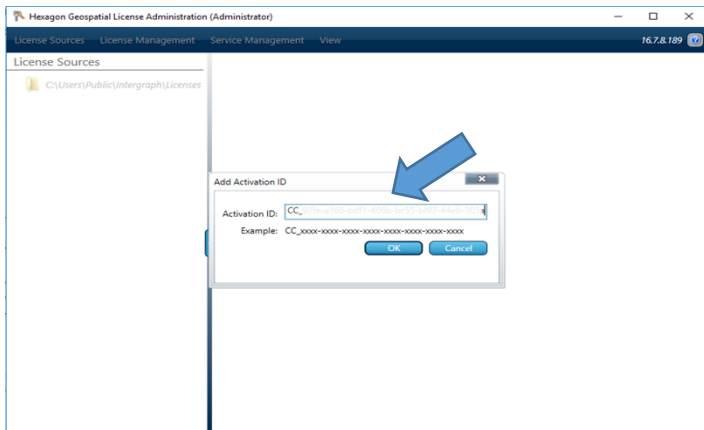 Hexagon Geospatial License Administration (Administrator)
License Sources License Management Service Management View 16.7.8.189
License Sources
C:\Users\Public\Intergraph\Licenses
Add Activation ID
Activation ID: CC_
Example: CC_xxxx-xxxx-xxxx-xxxx-xxxx-xxxx-xxxx-xxxx
OK Cancel